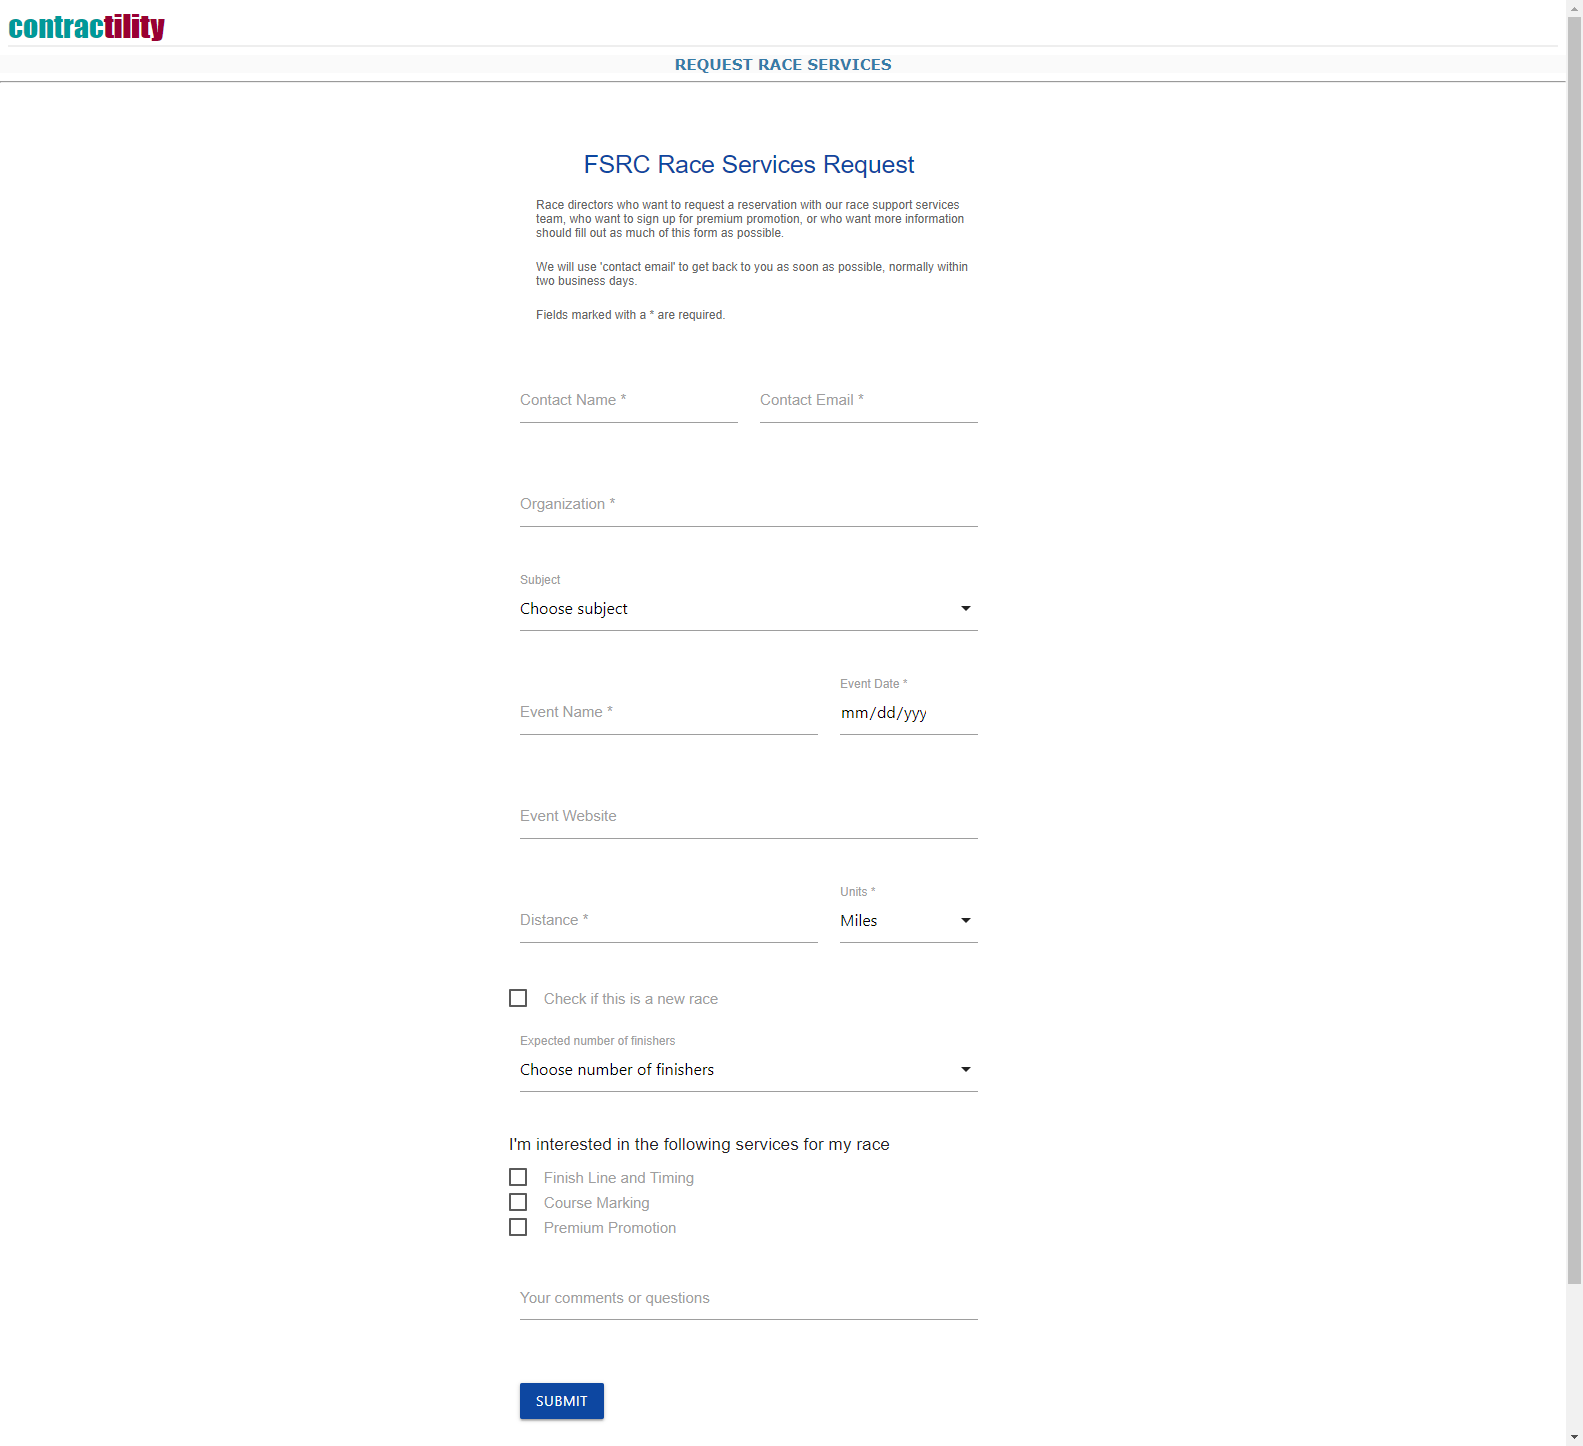 contractility
REQUEST RACE SERVICES
FSRC Race Services Request
Race directors who want to request a reservation with our race support services
team, who want to sign up for premium promotion, or who want more information
should fill out as much of this form as possible.
We will use 'contact email' to get back to you as soon as possible, normally within
two business days.
Fields marked with a * are required.
Contact Name * Contact Email *
Organization *
Subject
Choose subject
Event Date *
Event Name * mm/dd/yyy
Event Website
Units *
Distance * Miles
Check if this is a new race
Expected number of finishers
Choose number of finishers
I'm interested in the following services for my race
Finish Line and Timing
Course Marking
Premium Promotion
Your comments or questions
SUBMIT